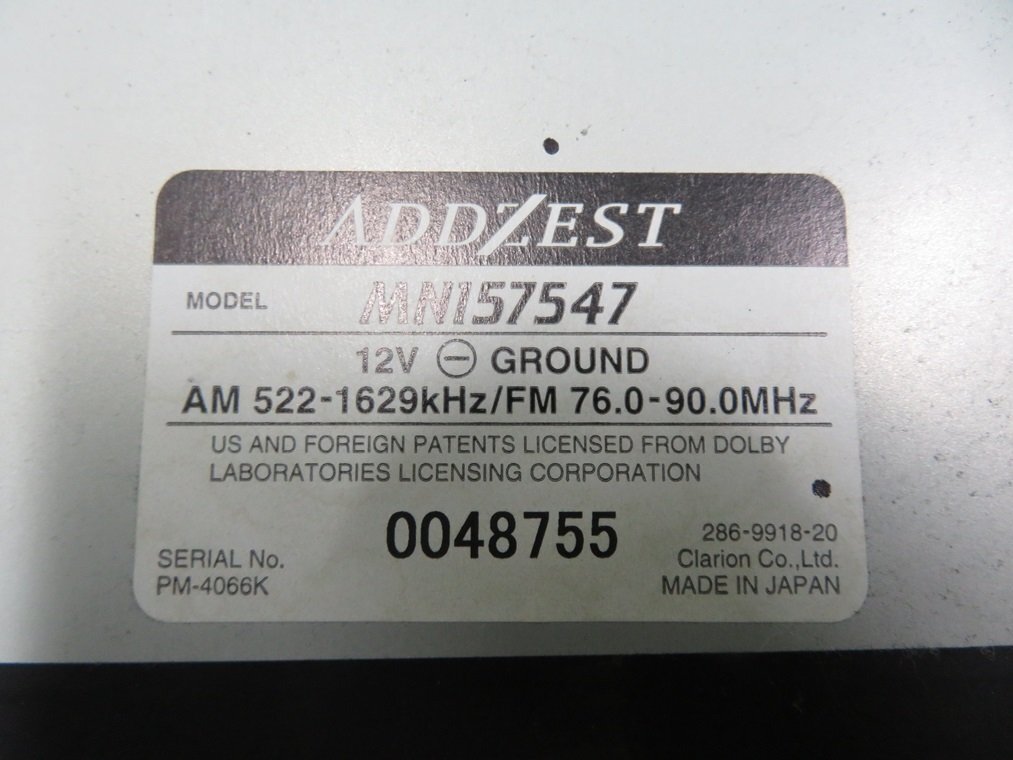 ADDZEST
MODEL MN157547
12V ⊖ GROUND
AM 522-1629kHz/FM 76.0-90.0MHz
US AND FOREIGN PATENTS LICENSED FROM DOLBY
LABORATORIES LICENSING CORPORATION
0048755
286-9918-20
SERIAL No. Clarion Co.,Ltd.
PM-4066K MADE IN JAPAN